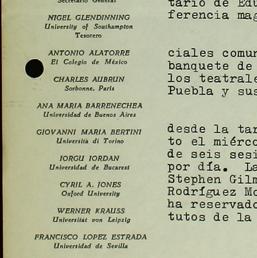 Secretario General
NIGEL GLENDINNING
University of Southampton
Tesorero
ANTONIO ALATORRE
El Colegio de México
CHARLES AUBRUN
Sorbonne, Paris
ANA MARIA BARRENECHEA
Universidad de Buenos Aires
GIOVANNI MARIA BERTINI
Università di Torino
IORGU IORDAN
Universidad de Bucarest
CYRIL A. JONES
Oxford University
WERNER KRAUSS
Universität von Leipzig
FRANCISCO LOPEZ ESTRADA
Universidad de Sevilla
tario de Edu
ferencia mag
ciales comun
banquete de
los teatrale
Puebla y sus
desde la tar
to el miérco
de seis sesi
por día. La
Stephen Gilm
Rodríguez Mo
ha reservado
tutos de la